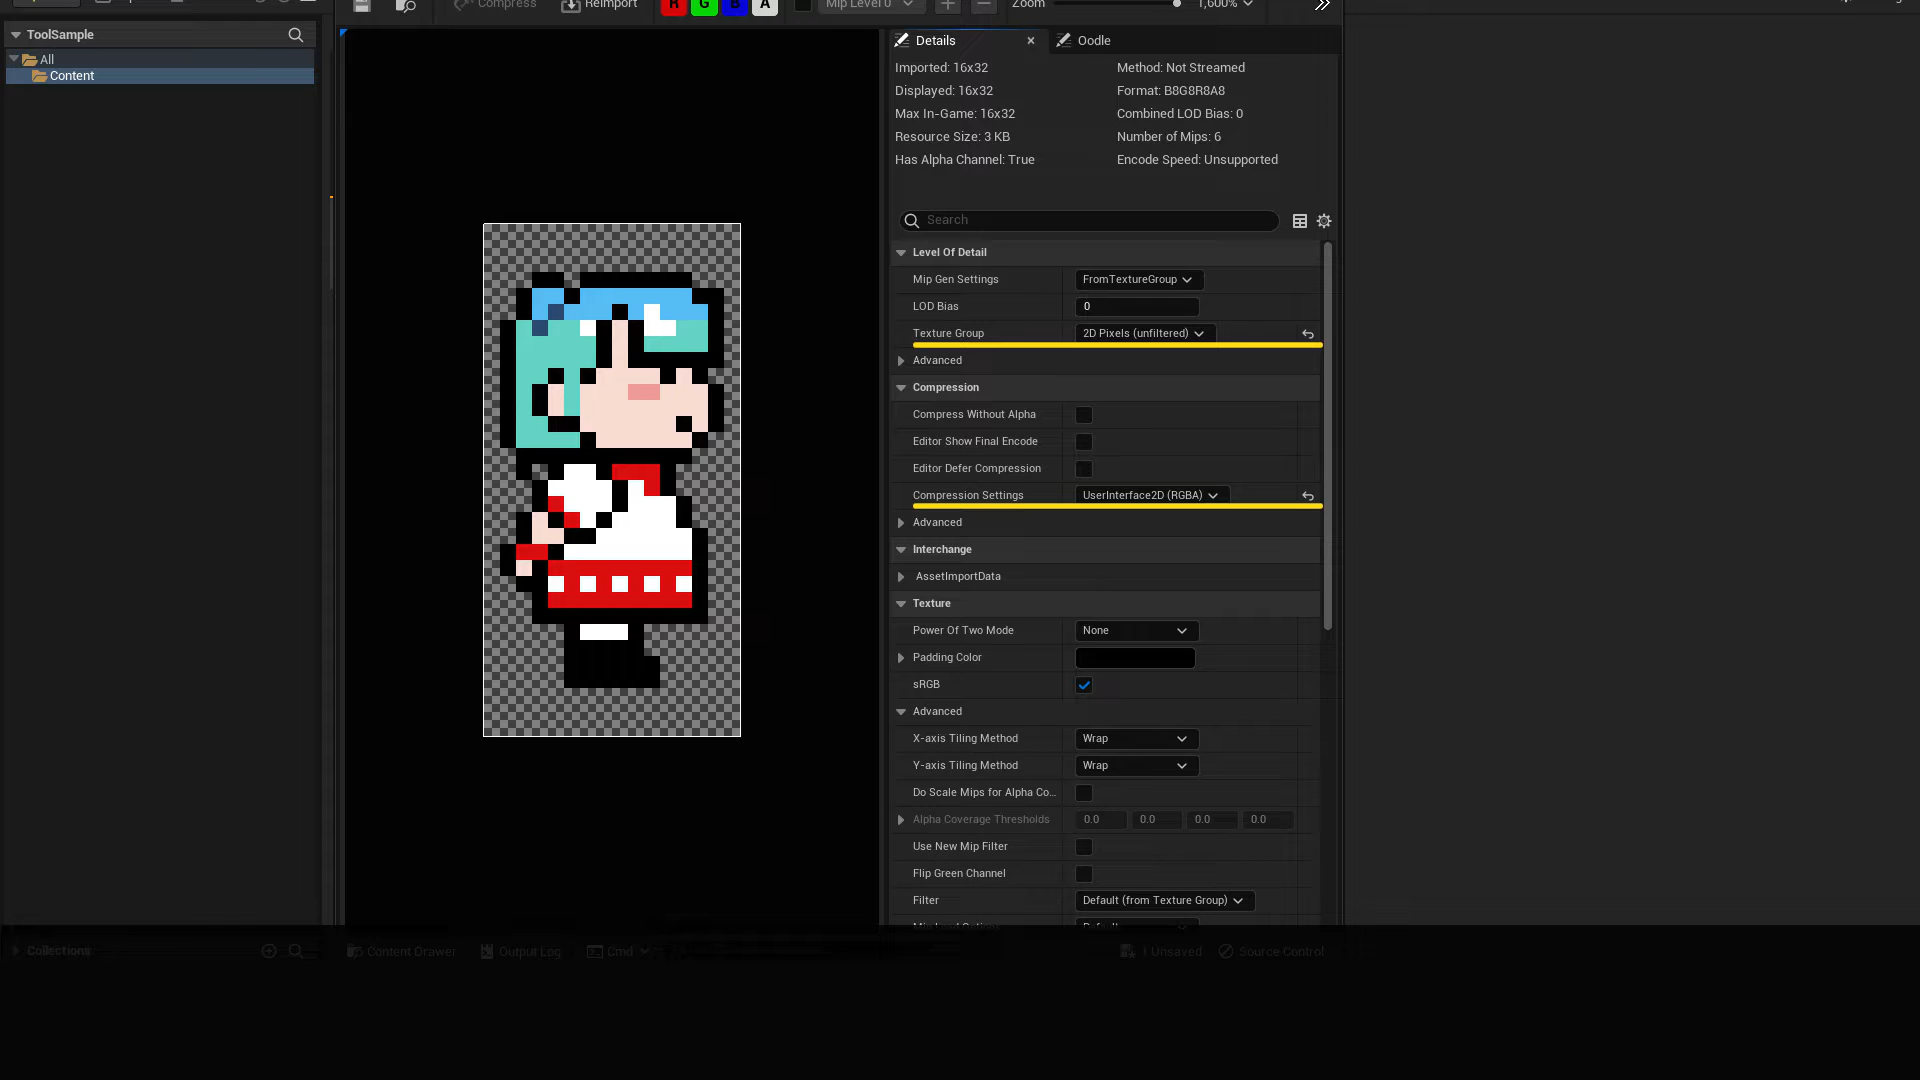 Compress
Reimport
R
G
B
A
Mip Level 0
Zoom
1,600%
ToolSample
All
Content
Details
Oodle
Imported: 16x32
Method: Not Streamed
Displayed: 16x32
Format: B8G8R8A8
Max In-Game: 16x32
Combined LOD Bias: 0
Resource Size: 3 KB
Number of Mips: 6
Has Alpha Channel: True
Encode Speed: Unsupported
Search
Level Of Detail
Mip Gen Settings
FromTextureGroup
LOD Bias
0
Texture Group
2D Pixels (unfiltered)
Advanced
Compression
Compress Without Alpha
Editor Show Final Encode
Editor Defer Compression
Compression Settings
UserInterface2D (RGBA)
Advanced
Interchange
AssetImportData
Texture
Power Of Two Mode
None
Padding Color
sRGB
Advanced
X-axis Tiling Method
Wrap
Y-axis Tiling Method
Wrap
Do Scale Mips for Alpha Co...
Alpha Coverage Thresholds
0.0
0.0
0.0
0.0
Use New Mip Filter
Flip Green Channel
Filter
Default (from Texture Group)
Collections
Content Drawer
Output Log
Cmd
1 Unsaved
Source Control